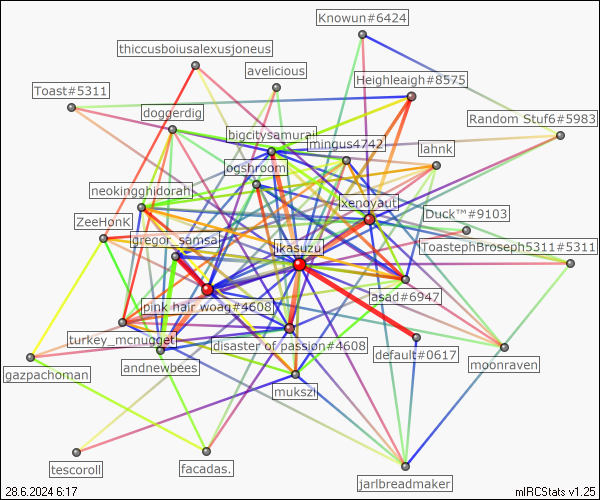 Knowun#6424
thiccusboiusalexusjoneus
avelicious
Heighleigh#8575
Toast#5311
doggerdig
Random Stuf6#5983
bigcitysamurai
mingus4742
lahnk
ogshroom
neokingghidorah
xenoyaut
Duck™#9103
ZeeHonk
gregor_samsa
jkasuzu
ToastephBroseph5311#5311
pink hair woag#4608
asad#6947
turkey_mcnugget
disaster of passion#4608
default#0617
andnewbees
moonraven
gazpachoman
mukszi
tescoroll
facadas.
jarlbreadmaker
28.6.2024 6:17
mIRCStats v1.25